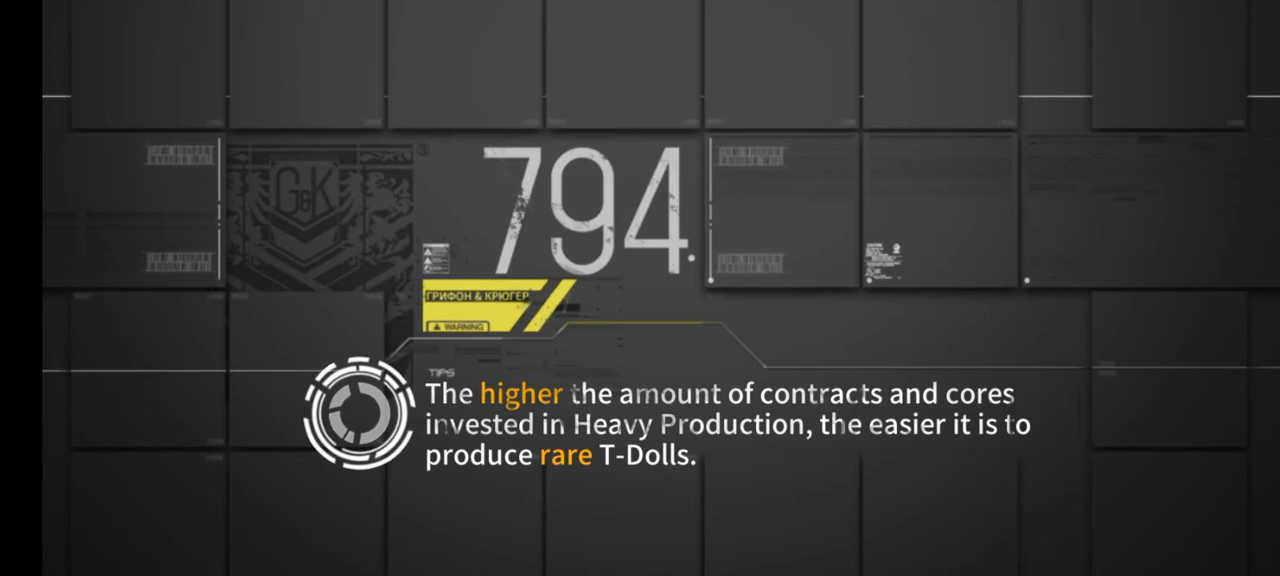 G&K
794.
ГРИФОН & КРЮГЕР
WARNING
TIPS
The higher the amount of contracts and cores
invested in Heavy Production, the easier it is to
produce rare T-Dolls.